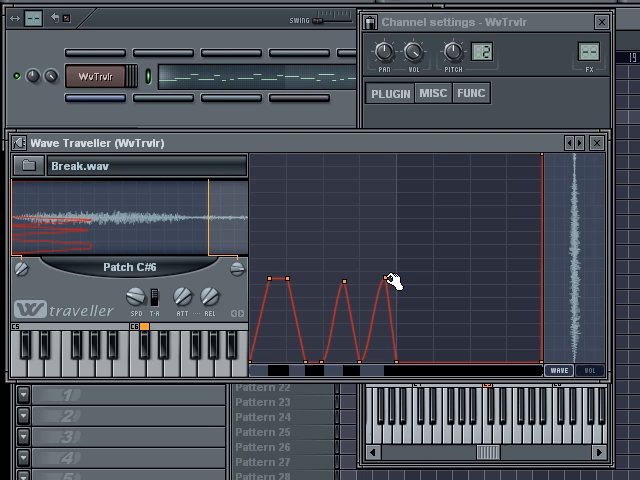 SWING
Channel settings - WvTrvlr
WvTrvlr
PAN VOL PITCH 2 FX
PLUGIN MISC FUNC
19
Wave Traveller (WvTrvlr)
Break.wav
Patch C#6
W traveller
SPD T-A ATT REL
C5 C6
WAVE VOL
1
2
3
4
5
Pattern 22
Pattern 23
Pattern 24
Pattern 25
Pattern 26
Pattern 27
Pattern 28